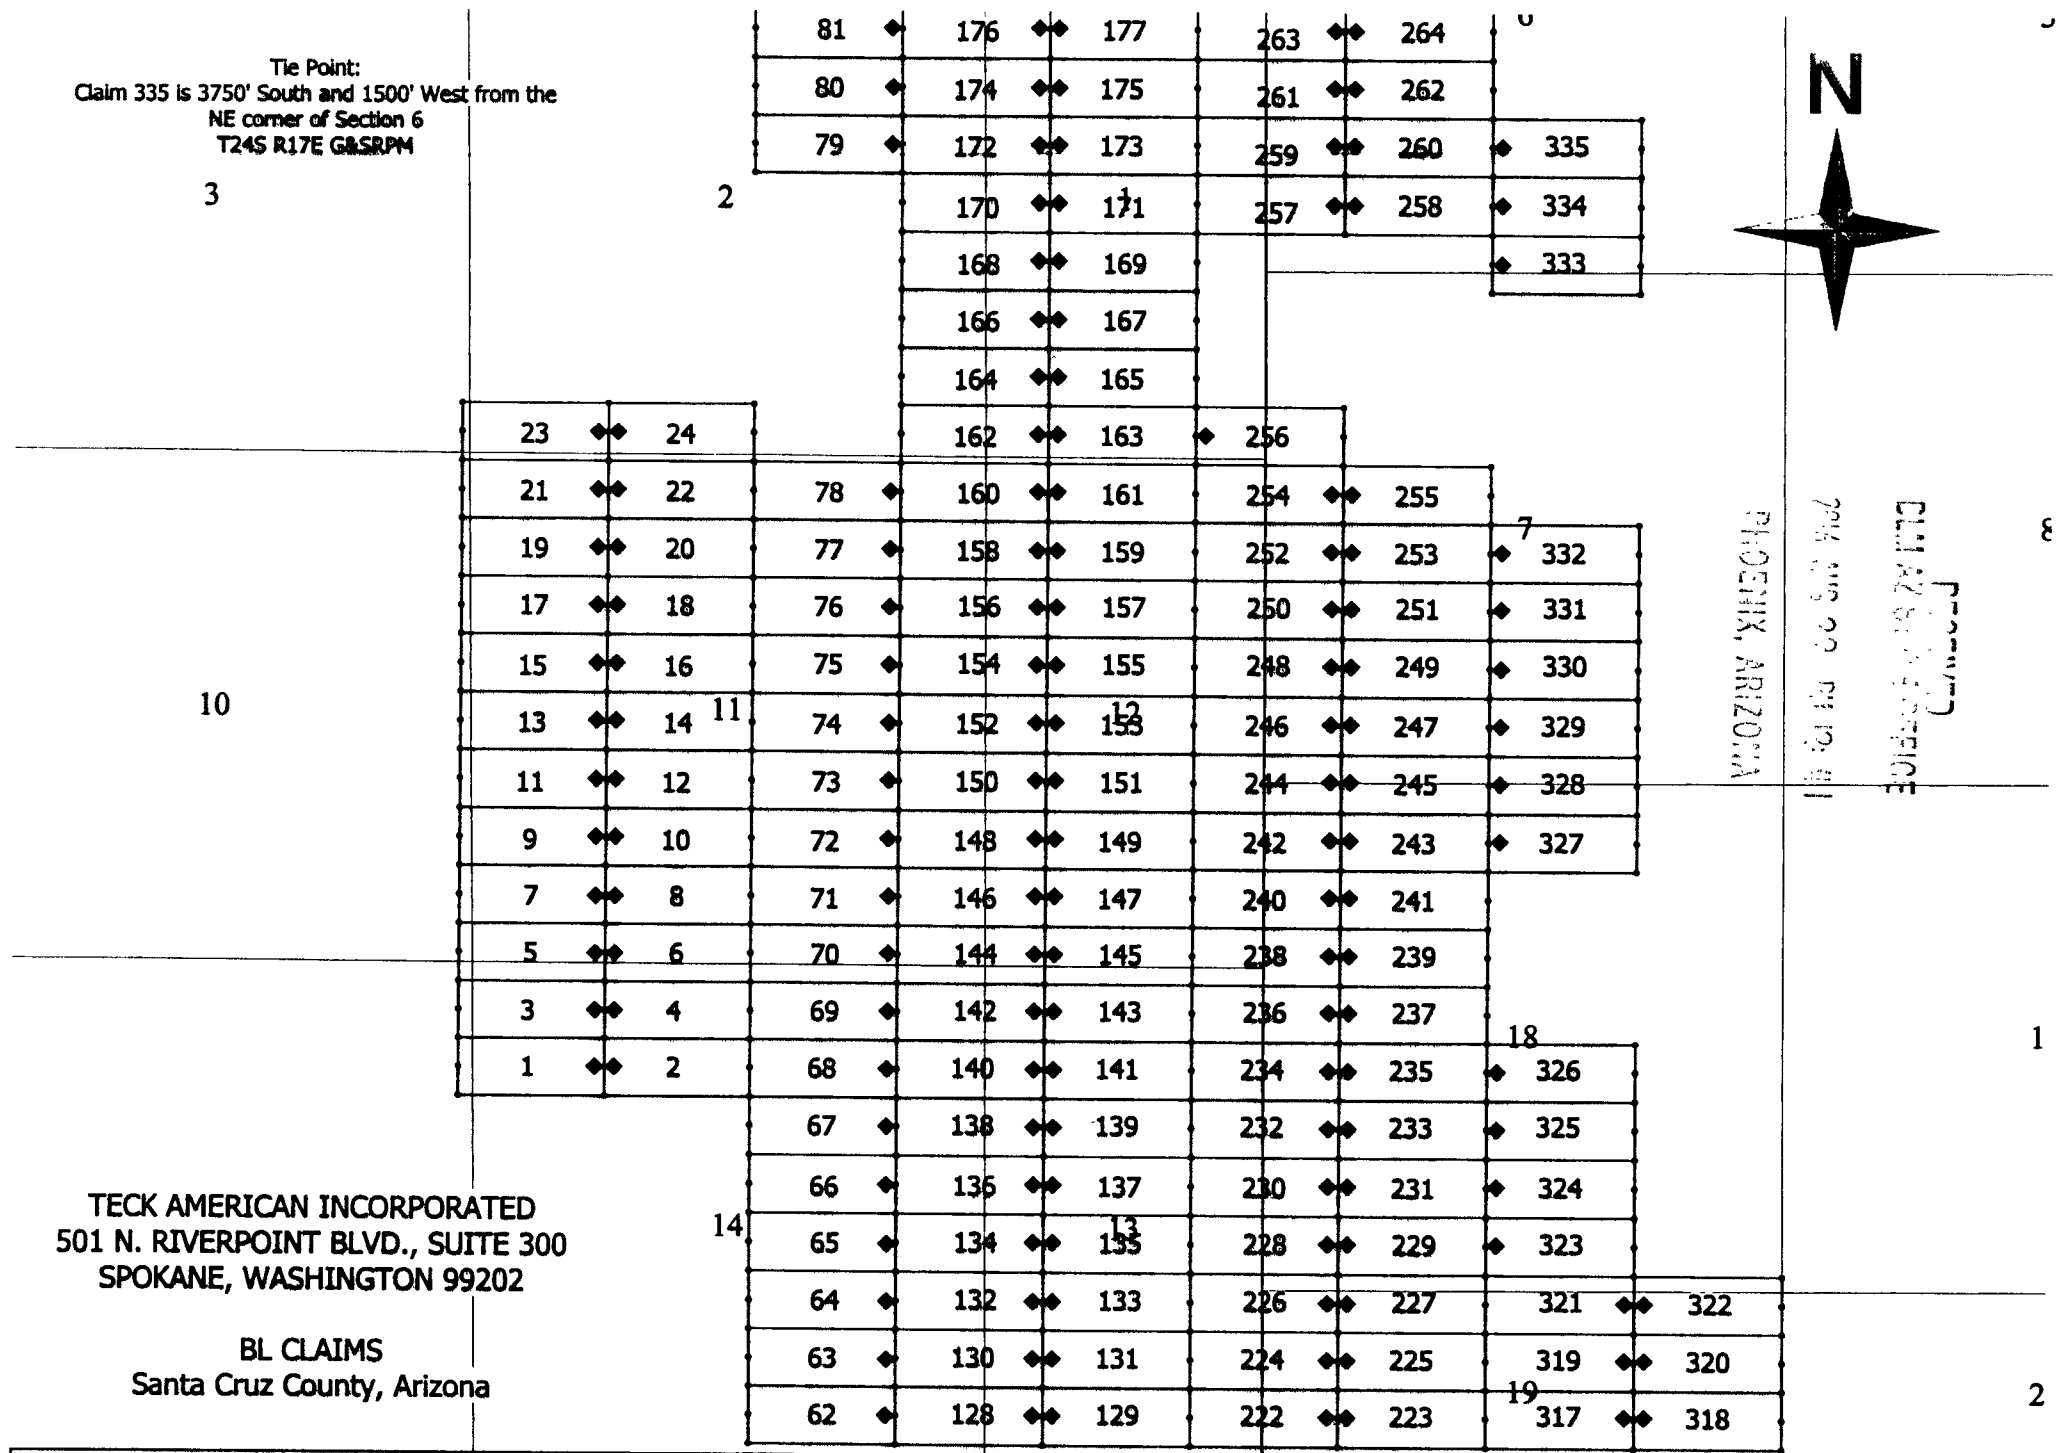 81 176 177 263 264
Tie Point:
Claim 335 is 3750' South and 1500' West from the
NE corner of Section 6
T24S R17E G&SRPM
N
80 174 175 261 262
79 172 173 259 260 335
3 2 1
170 171 257 258 334
168 169 333
166 167
164 165
23 24 162 163 256
21 22 78 160 161 254 255
7 8
19 20 77 158 159 252 253 332
17 18 76 156 157 250 251 331
15 16 75 154 155 248 249 330
10 11 12
13 14 74 152 153 246 247 329
11 12 73 150 151 244 245 328
9 10 72 148 149 242 243 327
7 8 71 146 147 240 241
5 6 70 144 145 238 239
3 4 69 142 143 236 237
18 1
1 2 68 140 141 234 235 326
67 138 139 232 233 325
66 136 137 230 231 324
14 13
65 134 135 228 229 323
64 132 133 226 227 321 322
63 130 131 224 225 319 320
19 2
62 128 129 222 223 317 318
TECK AMERICAN INCORPORATED
501 N. RIVERPOINT BLVD., SUITE 300
SPOKANE, WASHINGTON 99202
BL CLAIMS
Santa Cruz County, Arizona
PHOENIX, ARIZONA